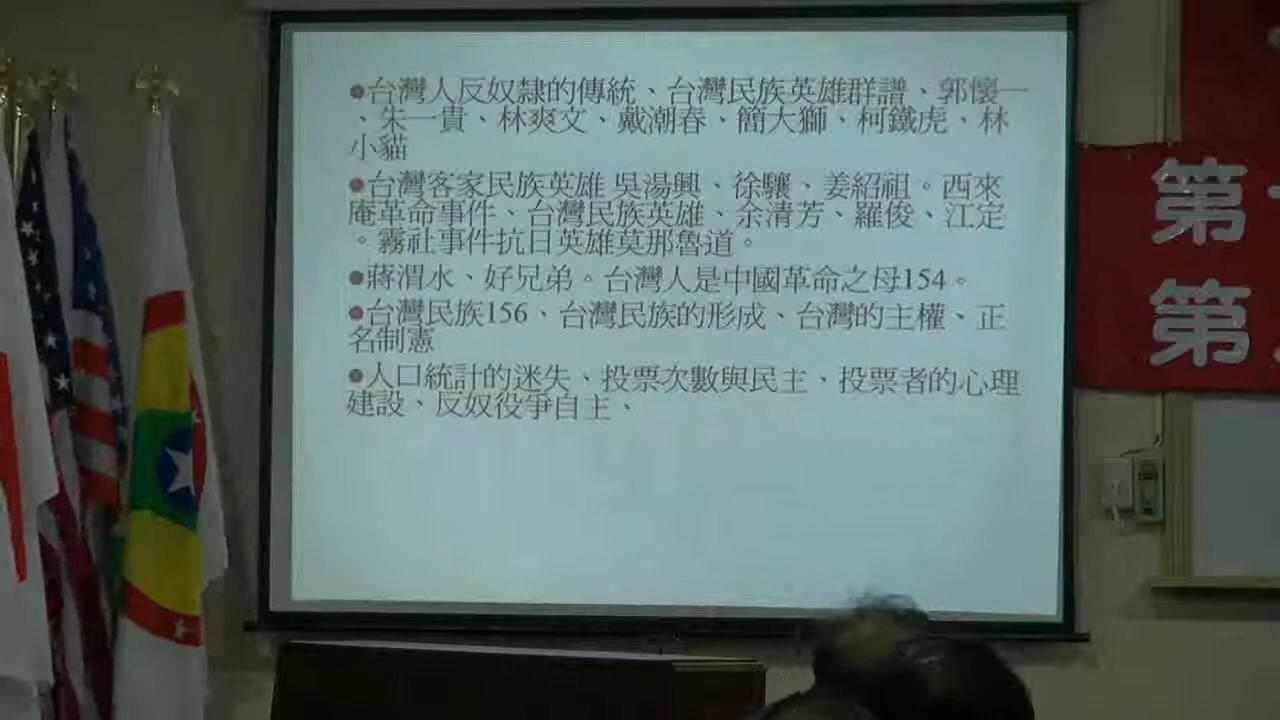 ●台灣人反奴隸的傳統、台灣民族英雄群譜、郭懷一
、朱一貴、林爽文、戴潮春、簡大獅、柯鐵虎、林
小貓
●台灣客家民族英雄 吳湯興、徐驤、姜紹祖。西來
庵革命事件、台灣民族英雄、余清芳、羅俊、江定
。霧社事件抗日英雄莫那魯道。
●蔣渭水、好兄弟。台灣人是中國革命之母154。
●台灣民族156、台灣民族的形成、台灣的主權、正
名制憲
●人口統計的迷失、投票次數與民主、投票者的心理
建設、反奴役爭自主、
第
第